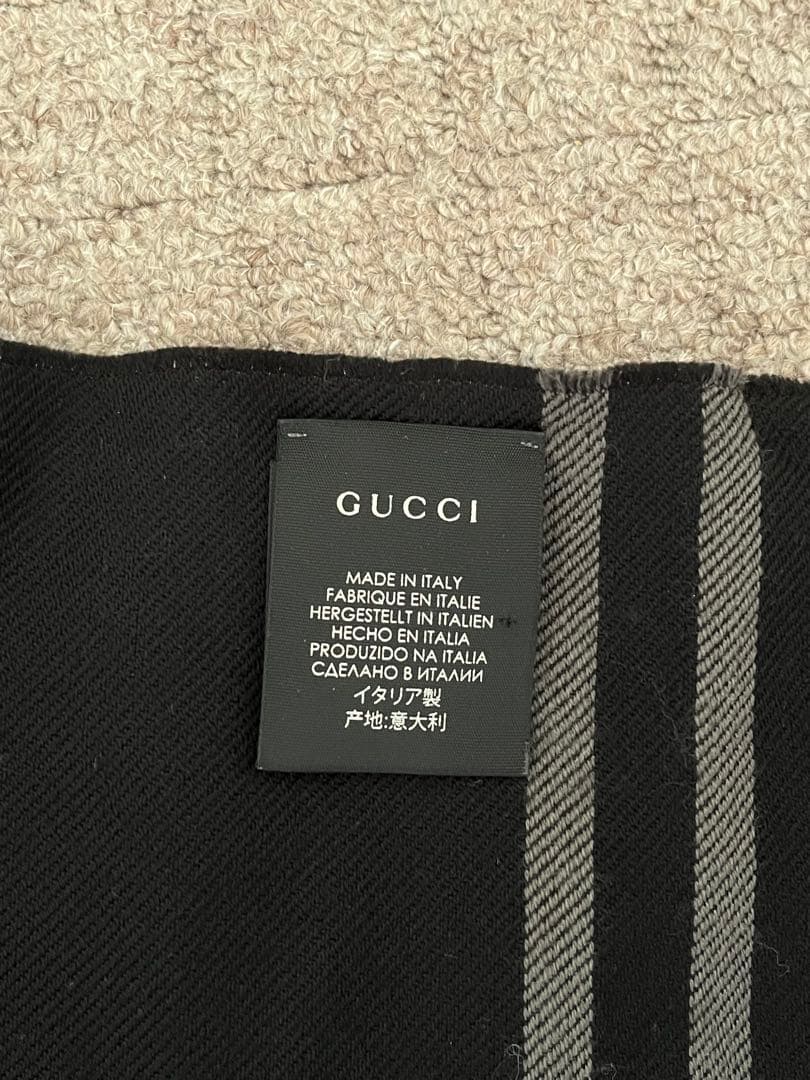 GUCCI
MADE IN ITALY
FABRIQUE EN ITALIE
HERGESTELLT IN ITALIEN
HECHO EN ITALIA
PRODUZIDO NA ITALIA
СДЕЛАНО В ИТАЛИИ
イタリア製
产地:意大利